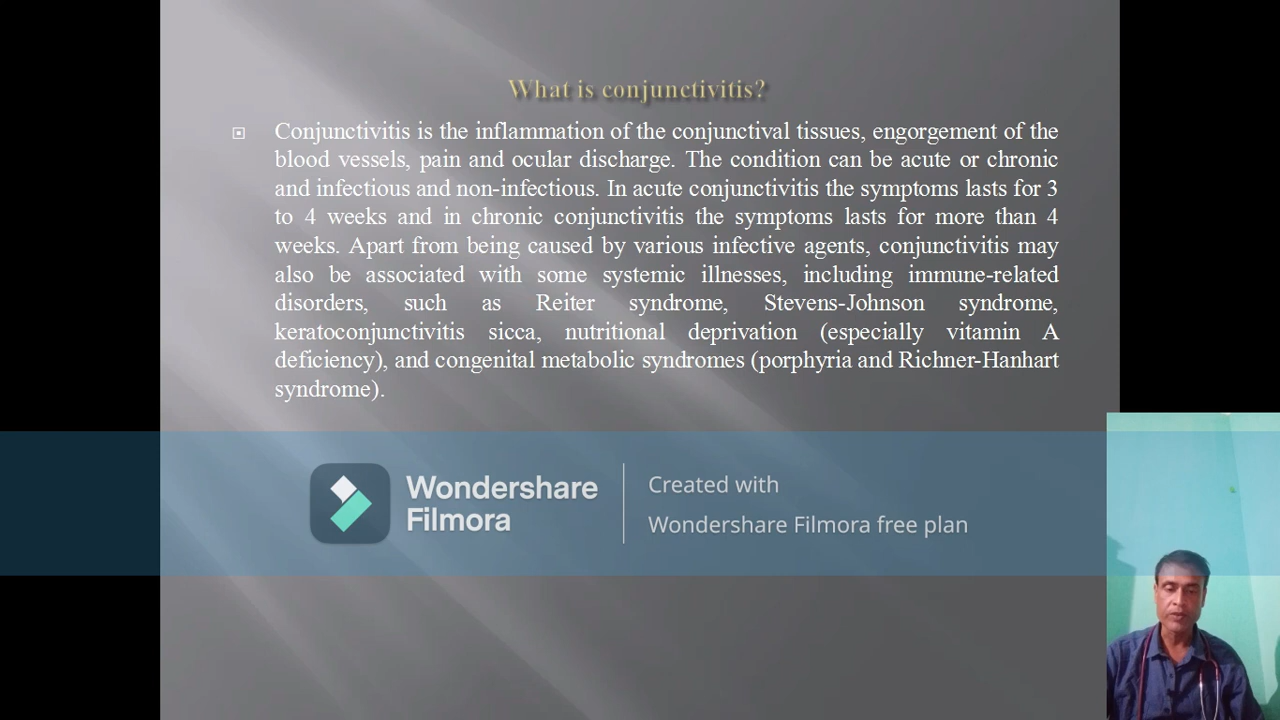 What is conjunctivitis?
Conjunctivitis is the inflammation of the conjunctival tissues, engorgement of the
blood vessels, pain and ocular discharge. The condition can be acute or chronic
and infectious and non-infectious. In acute conjunctivitis the symptoms lasts for 3
to 4 weeks and in chronic conjunctivitis the symptoms lasts for more than 4
weeks. Apart from being caused by various infective agents, conjunctivitis may
also be associated with some systemic illnesses, including immune-related
disorders, such as Reiter syndrome, Stevens-Johnson syndrome,
keratoconjunctivitis sicca, nutritional deprivation (especially vitamin A
deficiency), and congenital metabolic syndromes (porphyria and Richner-Hanhart
syndrome).
Wondershare
Filmora
Created with
Wondershare Filmora free plan